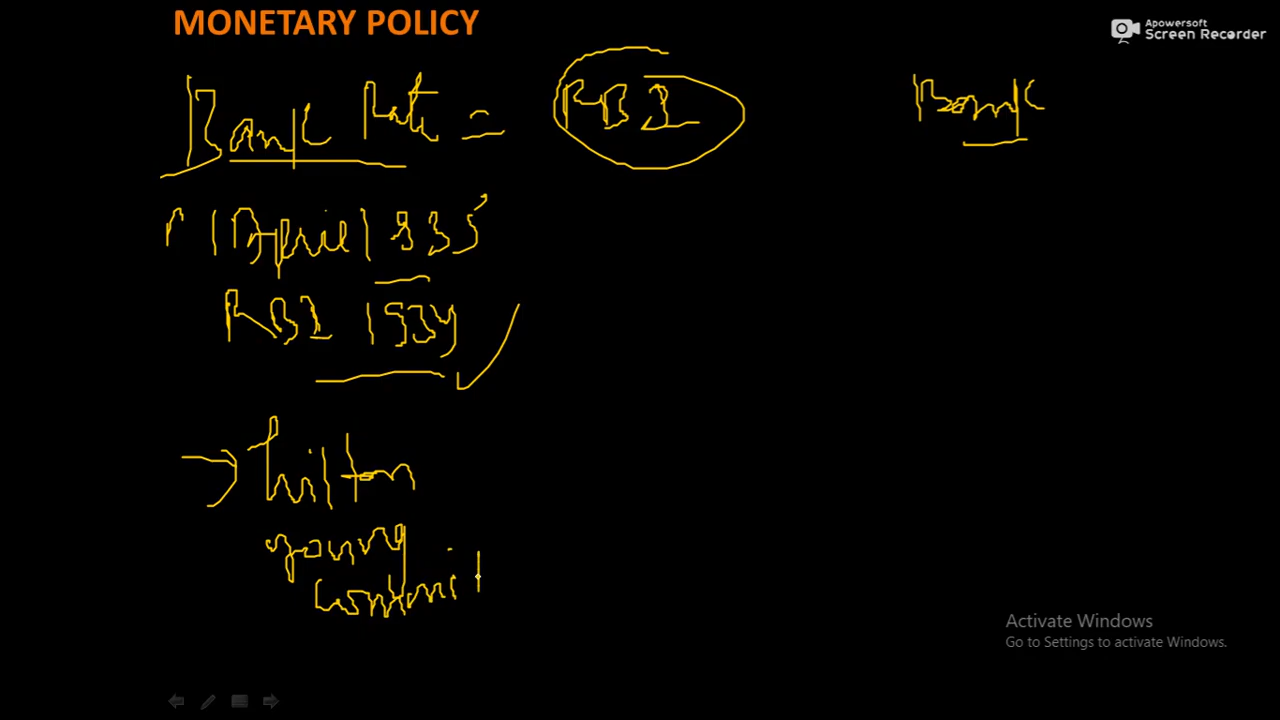 MONETARY POLICY
Apowersoft
Screen Recorder
Bank Rate = RBI Bank
1 April 1935
RBI 1934
→ hilton
young
Commit
Activate Windows
Go to Settings to activate Windows.